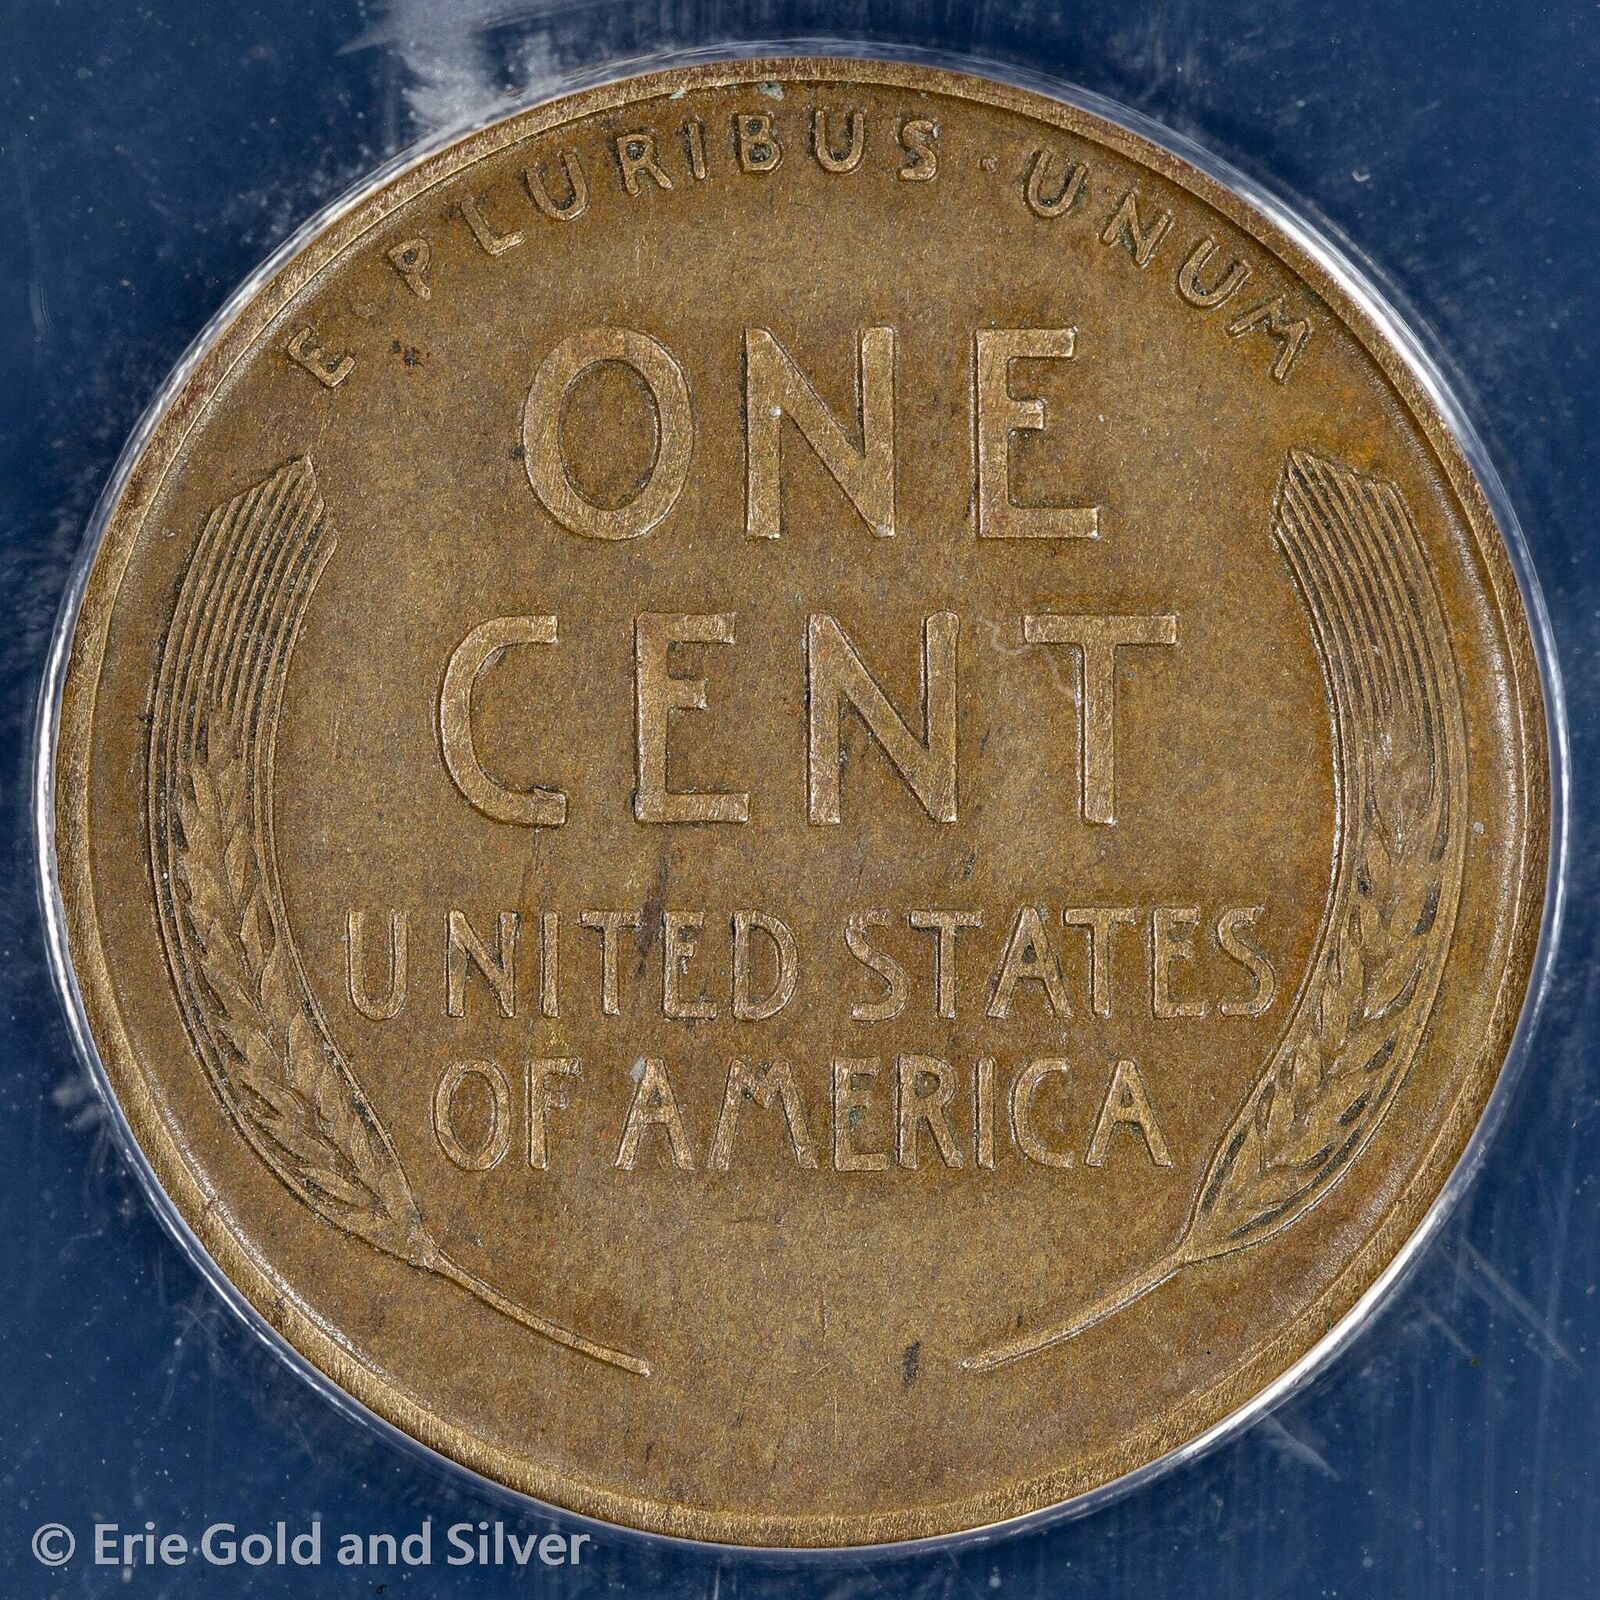 E · PLURIBUS · UNUM
ONE
CENT
UNITED STATES
OF AMERICA
© Erie Gold and Silver